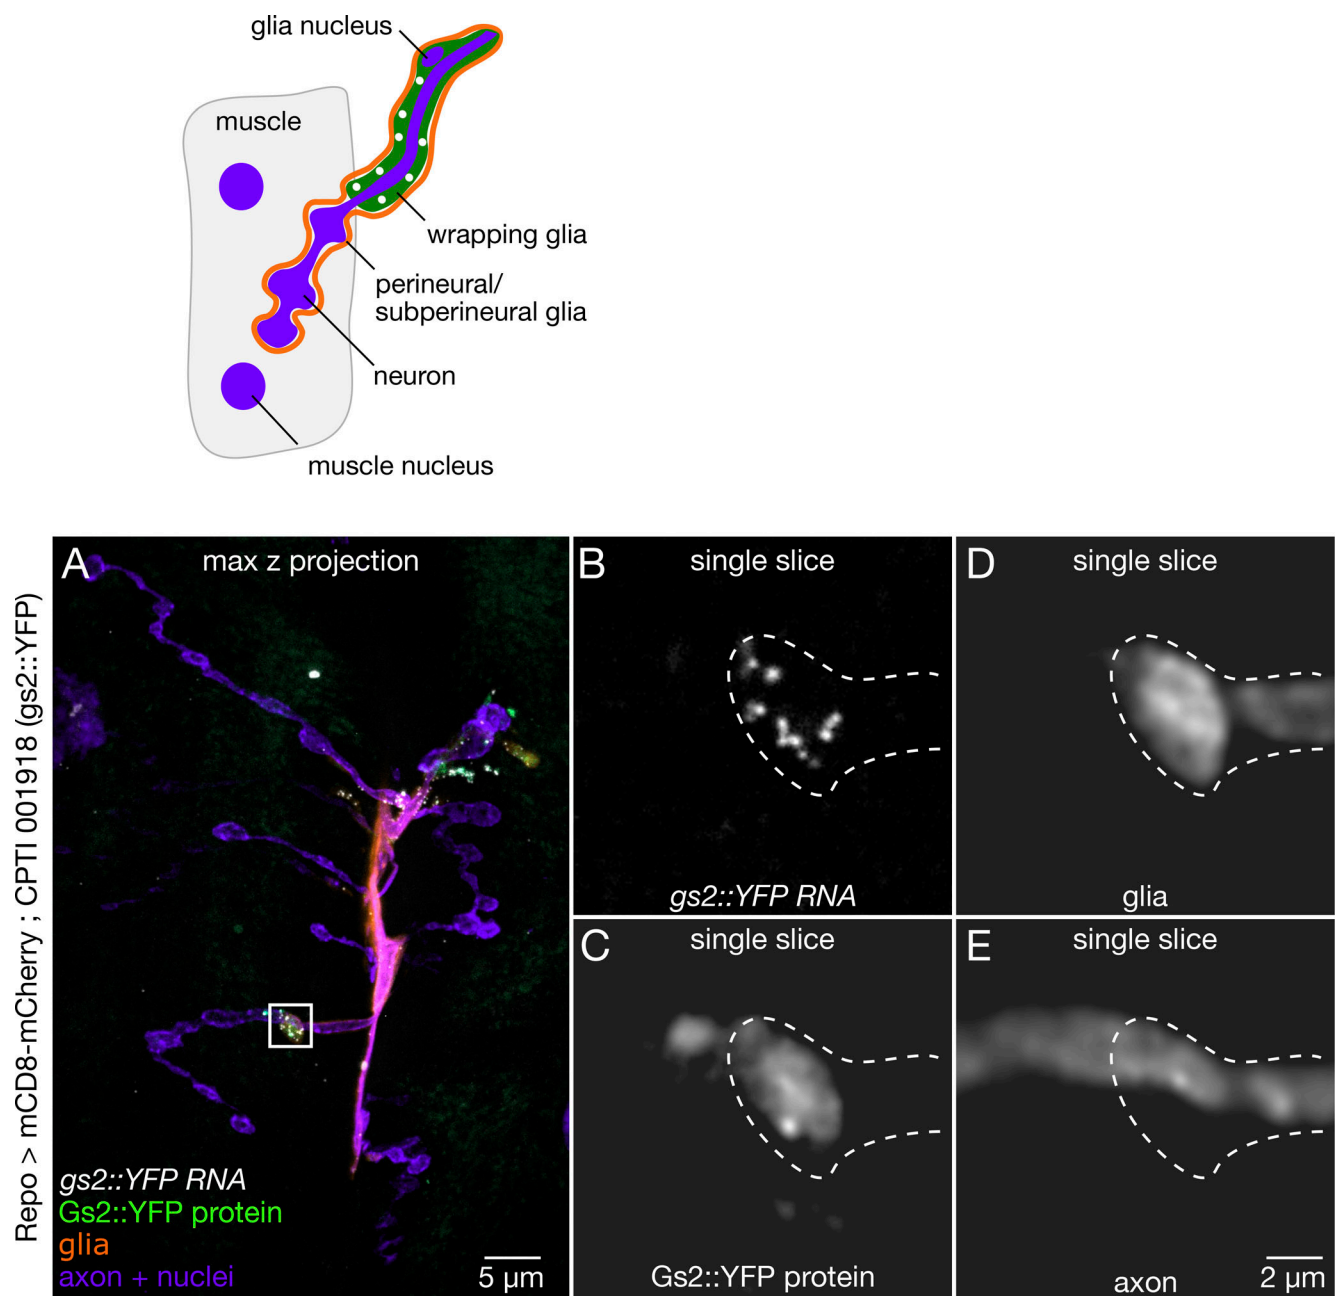 glia nucleus
muscle
wrapping glia
perineural/
subperineural glia
neuron
muscle nucleus
Repo > mCD8-mCherry ; CPTI 001918 (gs2::YFP)
A
max z projection
gs2::YFP RNA
Gs2::YFP protein
glia
axon + nuclei
5 µm
B
single slice
gs2::YFP RNA
D
single slice
glia
C
single slice
Gs2::YFP protein
E
single slice
axon
2 µm